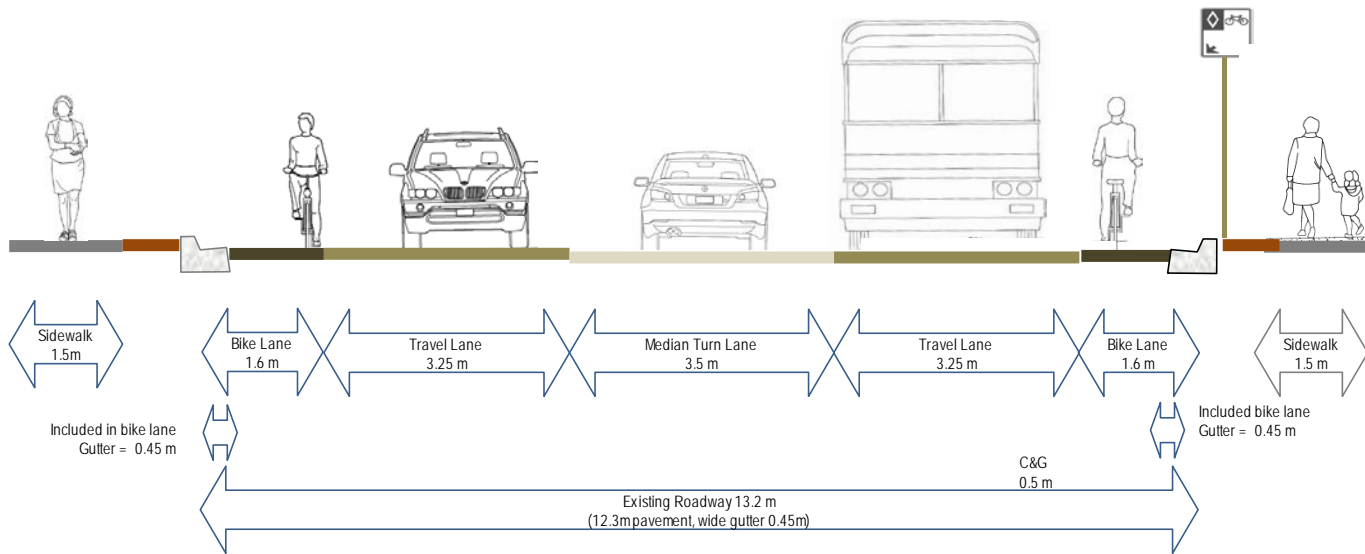 Sidewalk
1.5m
Bike Lane
1.6 m
Travel Lane
3.25 m
Median Turn Lane
3.5 m
Travel Lane
3.25 m
Bike Lane
1.6 m
Sidewalk
1.5 m
Included in bike lane
Gutter = 0.45 m
Included bike lane
Gutter = 0.45 m
C&G
0.5 m
Existing Roadway 13.2 m
(12.3m pavement, wide gutter 0.45m)